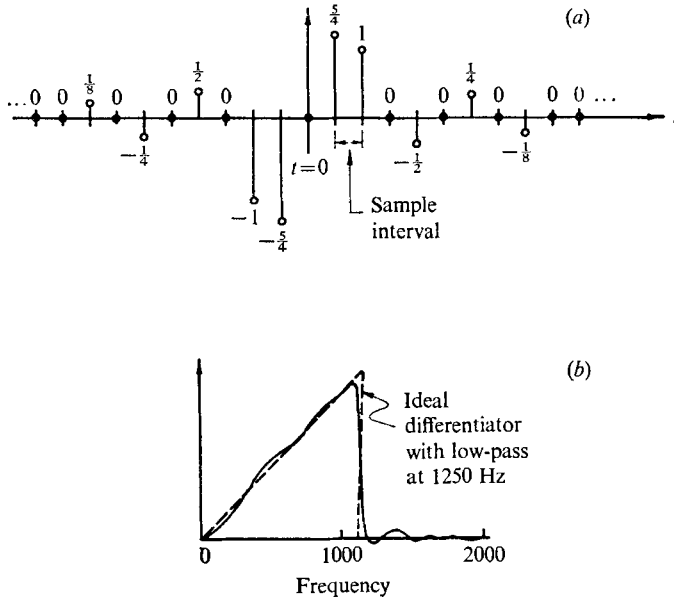 (a)
5/4
1
1/2
1/8
1/4
...0 0 0 0 0 0 0 0 0...
-1/4
t=0
-1/2
-1/8
-1
-5/4
Sample
interval
(b)
Ideal
differentiator
with low-pass
at 1250 Hz
0 1000 2000
Frequency